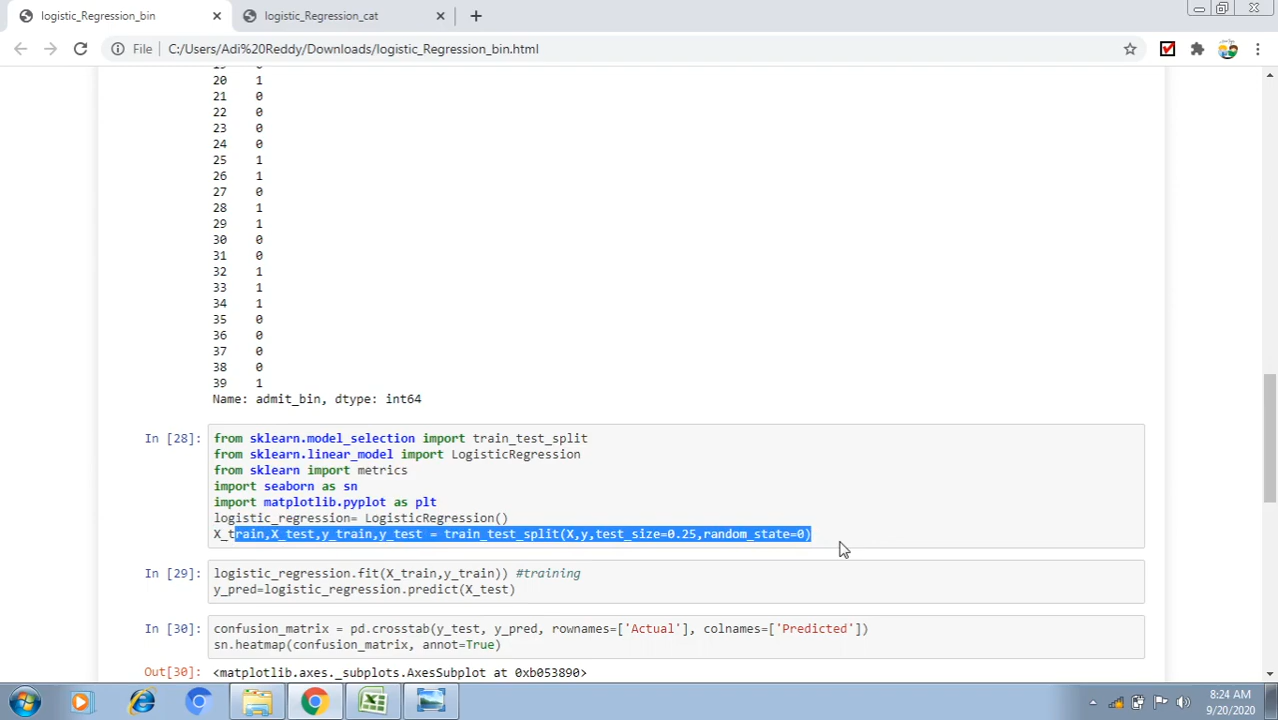 logistic_Regression_bin
logistic_Regression_cat
File C:/Users/Adi%20Reddy/Downloads/logistic_Regression_bin.html
20 1
21 0
22 0
23 0
24 0
25 1
26 1
27 0
28 1
29 1
30 0
31 0
32 1
33 1
34 1
35 0
36 0
37 0
38 0
39 1
Name: admit_bin, dtype: int64
In [28]: from sklearn.model_selection import train_test_split
from sklearn.linear_model import LogisticRegression
from sklearn import metrics
import seaborn as sn
import matplotlib.pyplot as plt
logistic_regression= LogisticRegression()
X_train,X_test,y_train,y_test = train_test_split(X,y,test_size=0.25,random_state=0)
In [29]: logistic_regression.fit(X_train,y_train)) #training
y_pred=logistic_regression.predict(X_test)
In [30]: confusion_matrix = pd.crosstab(y_test, y_pred, rownames=['Actual'], colnames=['Predicted'])
sn.heatmap(confusion_matrix, annot=True)
Out[30]: <matplotlib.axes._subplots.AxesSubplot at 0xb053890>
8:24 AM
9/20/2020